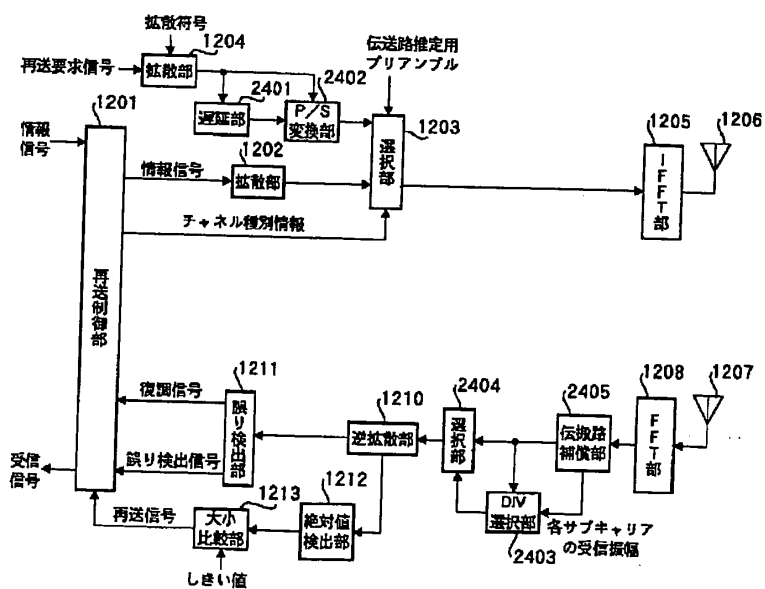 拡散符号
1204
再送要求信号
拡散部
2401
2402
遅延部
P/S
変換部
伝送路推定用
プリアンブル
1203
選択部
1201
情報
信号
1202
情報信号
拡散部
チャネル種別情報
1205
1206
IFFT部
再送制御部
1211
復調信号
誤り検出部
誤り検出信号
1210
逆拡散部
2404
選択部
2405
伝搬路
補償部
1208
FFT部
1207
受信
信号
1213
再送信号
大小
比較部
しきい値
1212
絶対値
検出部
DIV
選択部
2403
各サブキャリア
の受信振幅